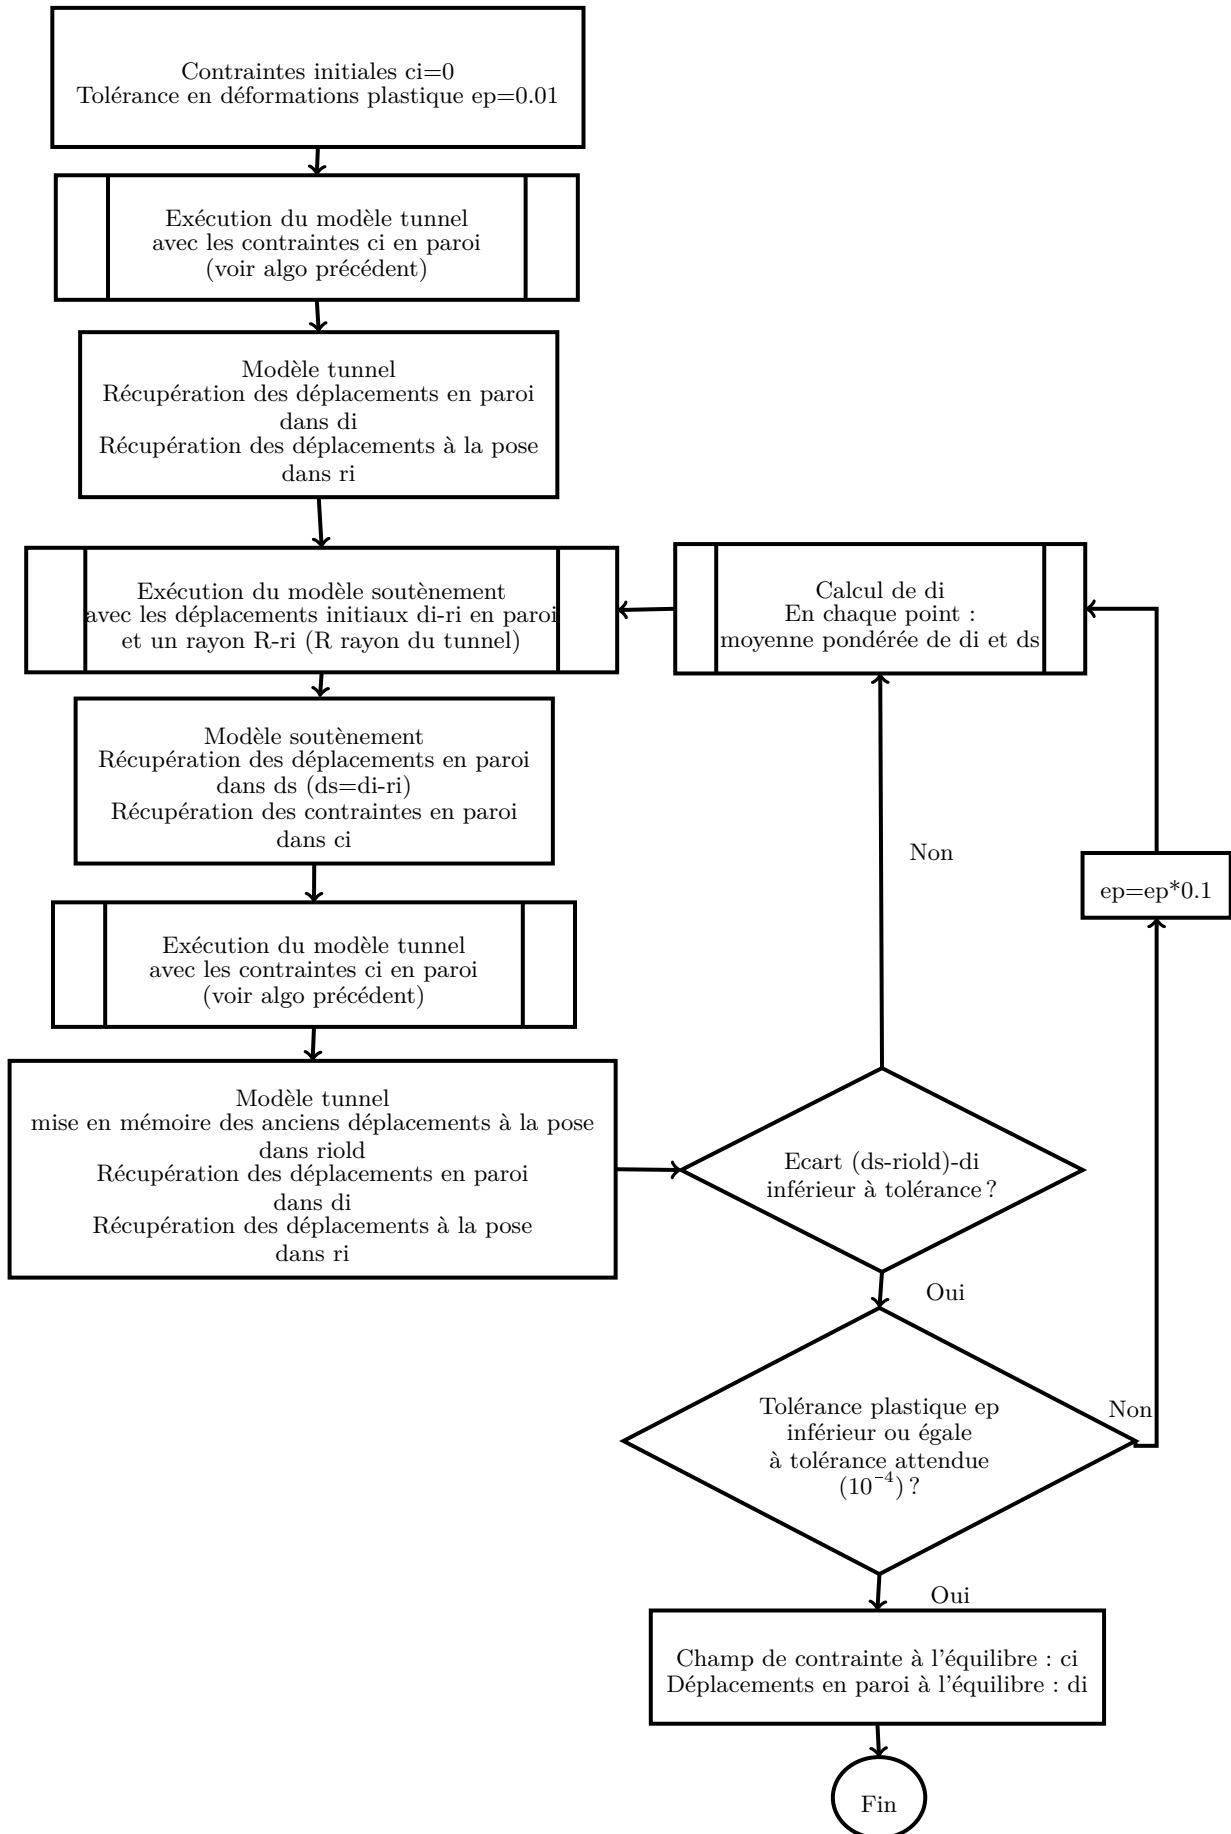 Contraintes initiales ci=0
Tolérance en déformations plastique ep=0.01
Exécution du modèle tunnel
avec les contraintes ci en paroi
(voir algo précédent)
Modèle tunnel
Récupération des déplacements en paroi
dans di
Récupération des déplacements à la pose
dans ri
Exécution du modèle soutènement
avec les déplacements initiaux di-ri en paroi
et un rayon R-ri (R rayon du tunnel)
Calcul de di
En chaque point :
moyenne pondérée de di et ds
Modèle soutènement
Récupération des déplacements en paroi
dans ds (ds=di-ri)
Récupération des contraintes en paroi
dans ci
Non
ep=ep*0.1
Exécution du modèle tunnel
avec les contraintes ci en paroi
(voir algo précédent)
Modèle tunnel
mise en mémoire des anciens déplacements à la pose
dans riold
Récupération des déplacements en paroi
dans di
Récupération des déplacements à la pose
dans ri
Ecart (ds-riold)-di
inférieur à tolérance ?
Oui
Tolérance plastique ep
inférieur ou égale
à tolérance attendue
(10⁻⁴) ?
Non
Oui
Champ de contrainte à l'équilibre : ci
Déplacements en paroi à l'équilibre : di
Fin